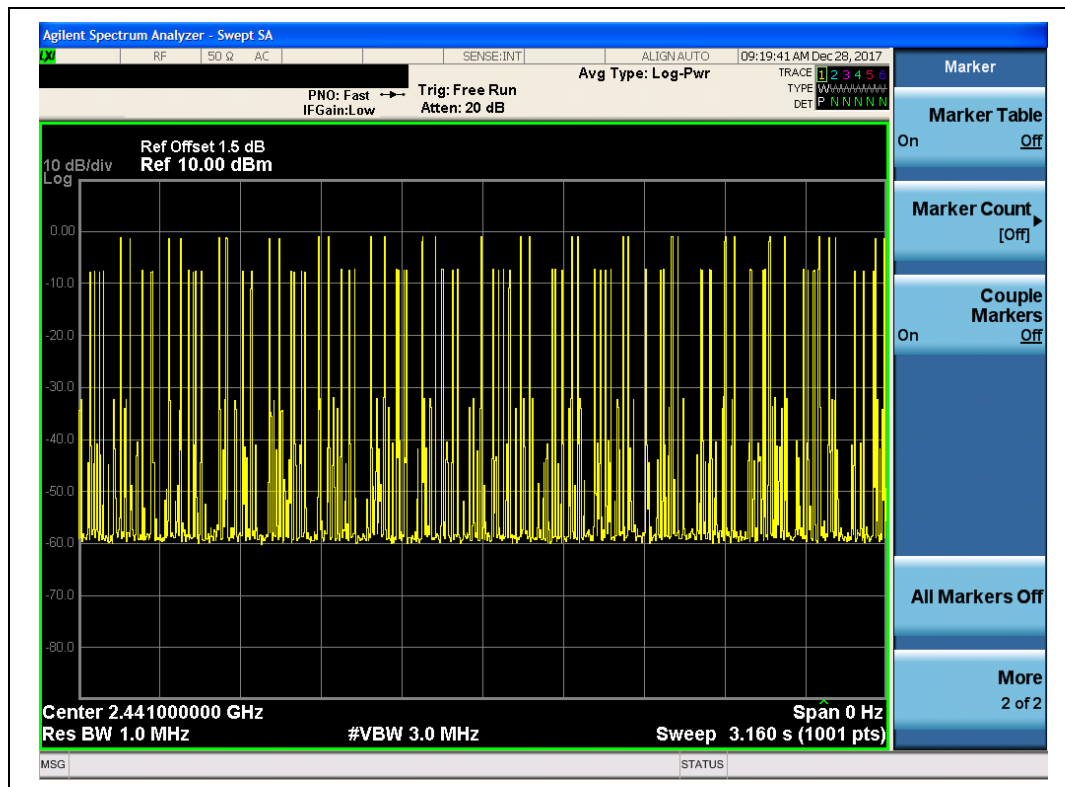 Agilent Spectrum Analyzer - Swept SA
LXI RF 50 Ω AC SENSE:INT ALIGNAUTO 09:19:41 AM Dec 28, 2017
Marker
Avg Type: Log-Pwr
TRACE 1 2 3 4 5 6
PNO: Fast
Trig: Free Run
TYPE WWWWWW
IFGain:Low
Atten: 20 dB
DET P N N N N N
Marker Table
On Off
Ref Offset 1.5 dB
10 dB/div Ref 10.00 dBm
Log
Marker Count
[Off]
0.00
-10.0
Couple
Markers
On Off
-20.0
-30.0
-40.0
-50.0
-60.0
-70.0
All Markers Off
-80.0
More
2 of 2
Center 2.441000000 GHz Span 0 Hz
Res BW 1.0 MHz #VBW 3.0 MHz Sweep 3.160 s (1001 pts)
MSG STATUS